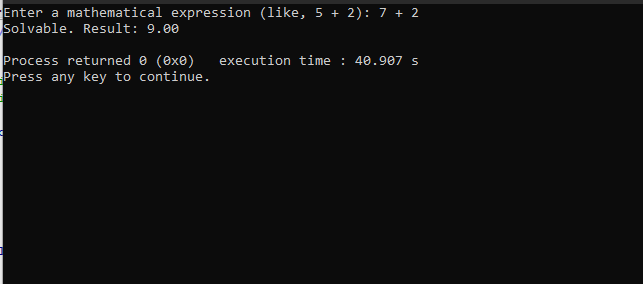 Enter a mathematical expression (like, 5 + 2): 7 + 2
Solvable. Result: 9.00
Process returned 0 (0x0)   execution time : 40.907 s
Press any key to continue.